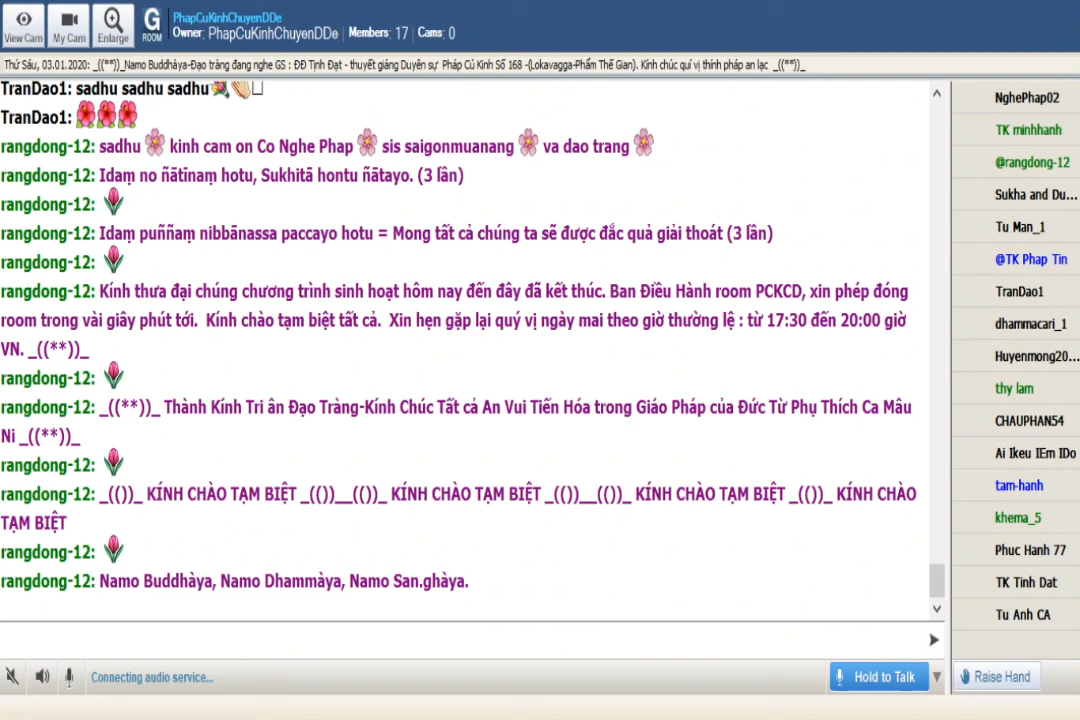 PhapCuKinhChuyenDDe
View Cam My Cam Enlarge G ROOM Owner: PhapCuKinhChuyenDDe | Members: 17 | Cams: 0
Thứ Sáu, 03.01.2020: _((**))_Namo Buddhàya-Đạo tràng đang nghe GS : ĐĐ Tịnh Đạt - thuyết giảng Duyên sự Pháp Cú Kinh Số 168 -(Lokavagga-Phẩm Thế Gian). Kính chúc quí vị thính pháp an lạc _((**))_
TranDao1: sadhu sadhu sadhu
TranDao1:
rangdong-12: sadhu kinh cam on Co Nghe Phap sis saigonmuanang va dao trang
rangdong-12: Idaṃ no ñātīnaṃ hotu, Sukhitā hontu ñātayo. (3 lần)
rangdong-12:
rangdong-12: Idaṃ puññaṃ nibbānassa paccayo hotu = Mong tất cả chúng ta sẽ được đắc quả giải thoát (3 lần)
rangdong-12:
rangdong-12: Kính thưa đại chúng chương trình sinh hoạt hôm nay đến đây đã kết thúc. Ban Điều Hành room PCKCD, xin phép đóng
room trong vài giây phút tới. Kính chào tạm biệt tất cả. Xin hẹn gặp lại quý vị ngày mai theo giờ thường lệ : từ 17:30 đến 20:00 giờ
VN. _((**))_
rangdong-12:
rangdong-12: _((**))_ Thành Kính Tri ân Đạo Tràng-Kính Chúc Tất cả An Vui Tiến Hóa trong Giáo Pháp của Đức Từ Phụ Thích Ca Mâu
Ni _((**))_
rangdong-12:
rangdong-12: _(())_ KÍNH CHÀO TẠM BIỆT _(())__(())_ KÍNH CHÀO TẠM BIỆT _(())__(())_ KÍNH CHÀO TẠM BIỆT _(())_ KÍNH CHÀO
TẠM BIỆT
rangdong-12:
rangdong-12: Namo Buddhàya, Namo Dhammàya, Namo San.ghàya.
NghePhap02
TK minhhanh
@rangdong-12
Sukha and Du...
Tu Man_1
@TK Phap Tin
TranDao1
dhammacari_1
Huyenmong20...
thy lam
CHAUPHAN54
Ai Ikeu IEm IDo
tam-hanh
khema_5
Phuc Hanh 77
TK Tinh Dat
Tu Anh CA
Connecting audio service... Hold to Talk Raise Hand